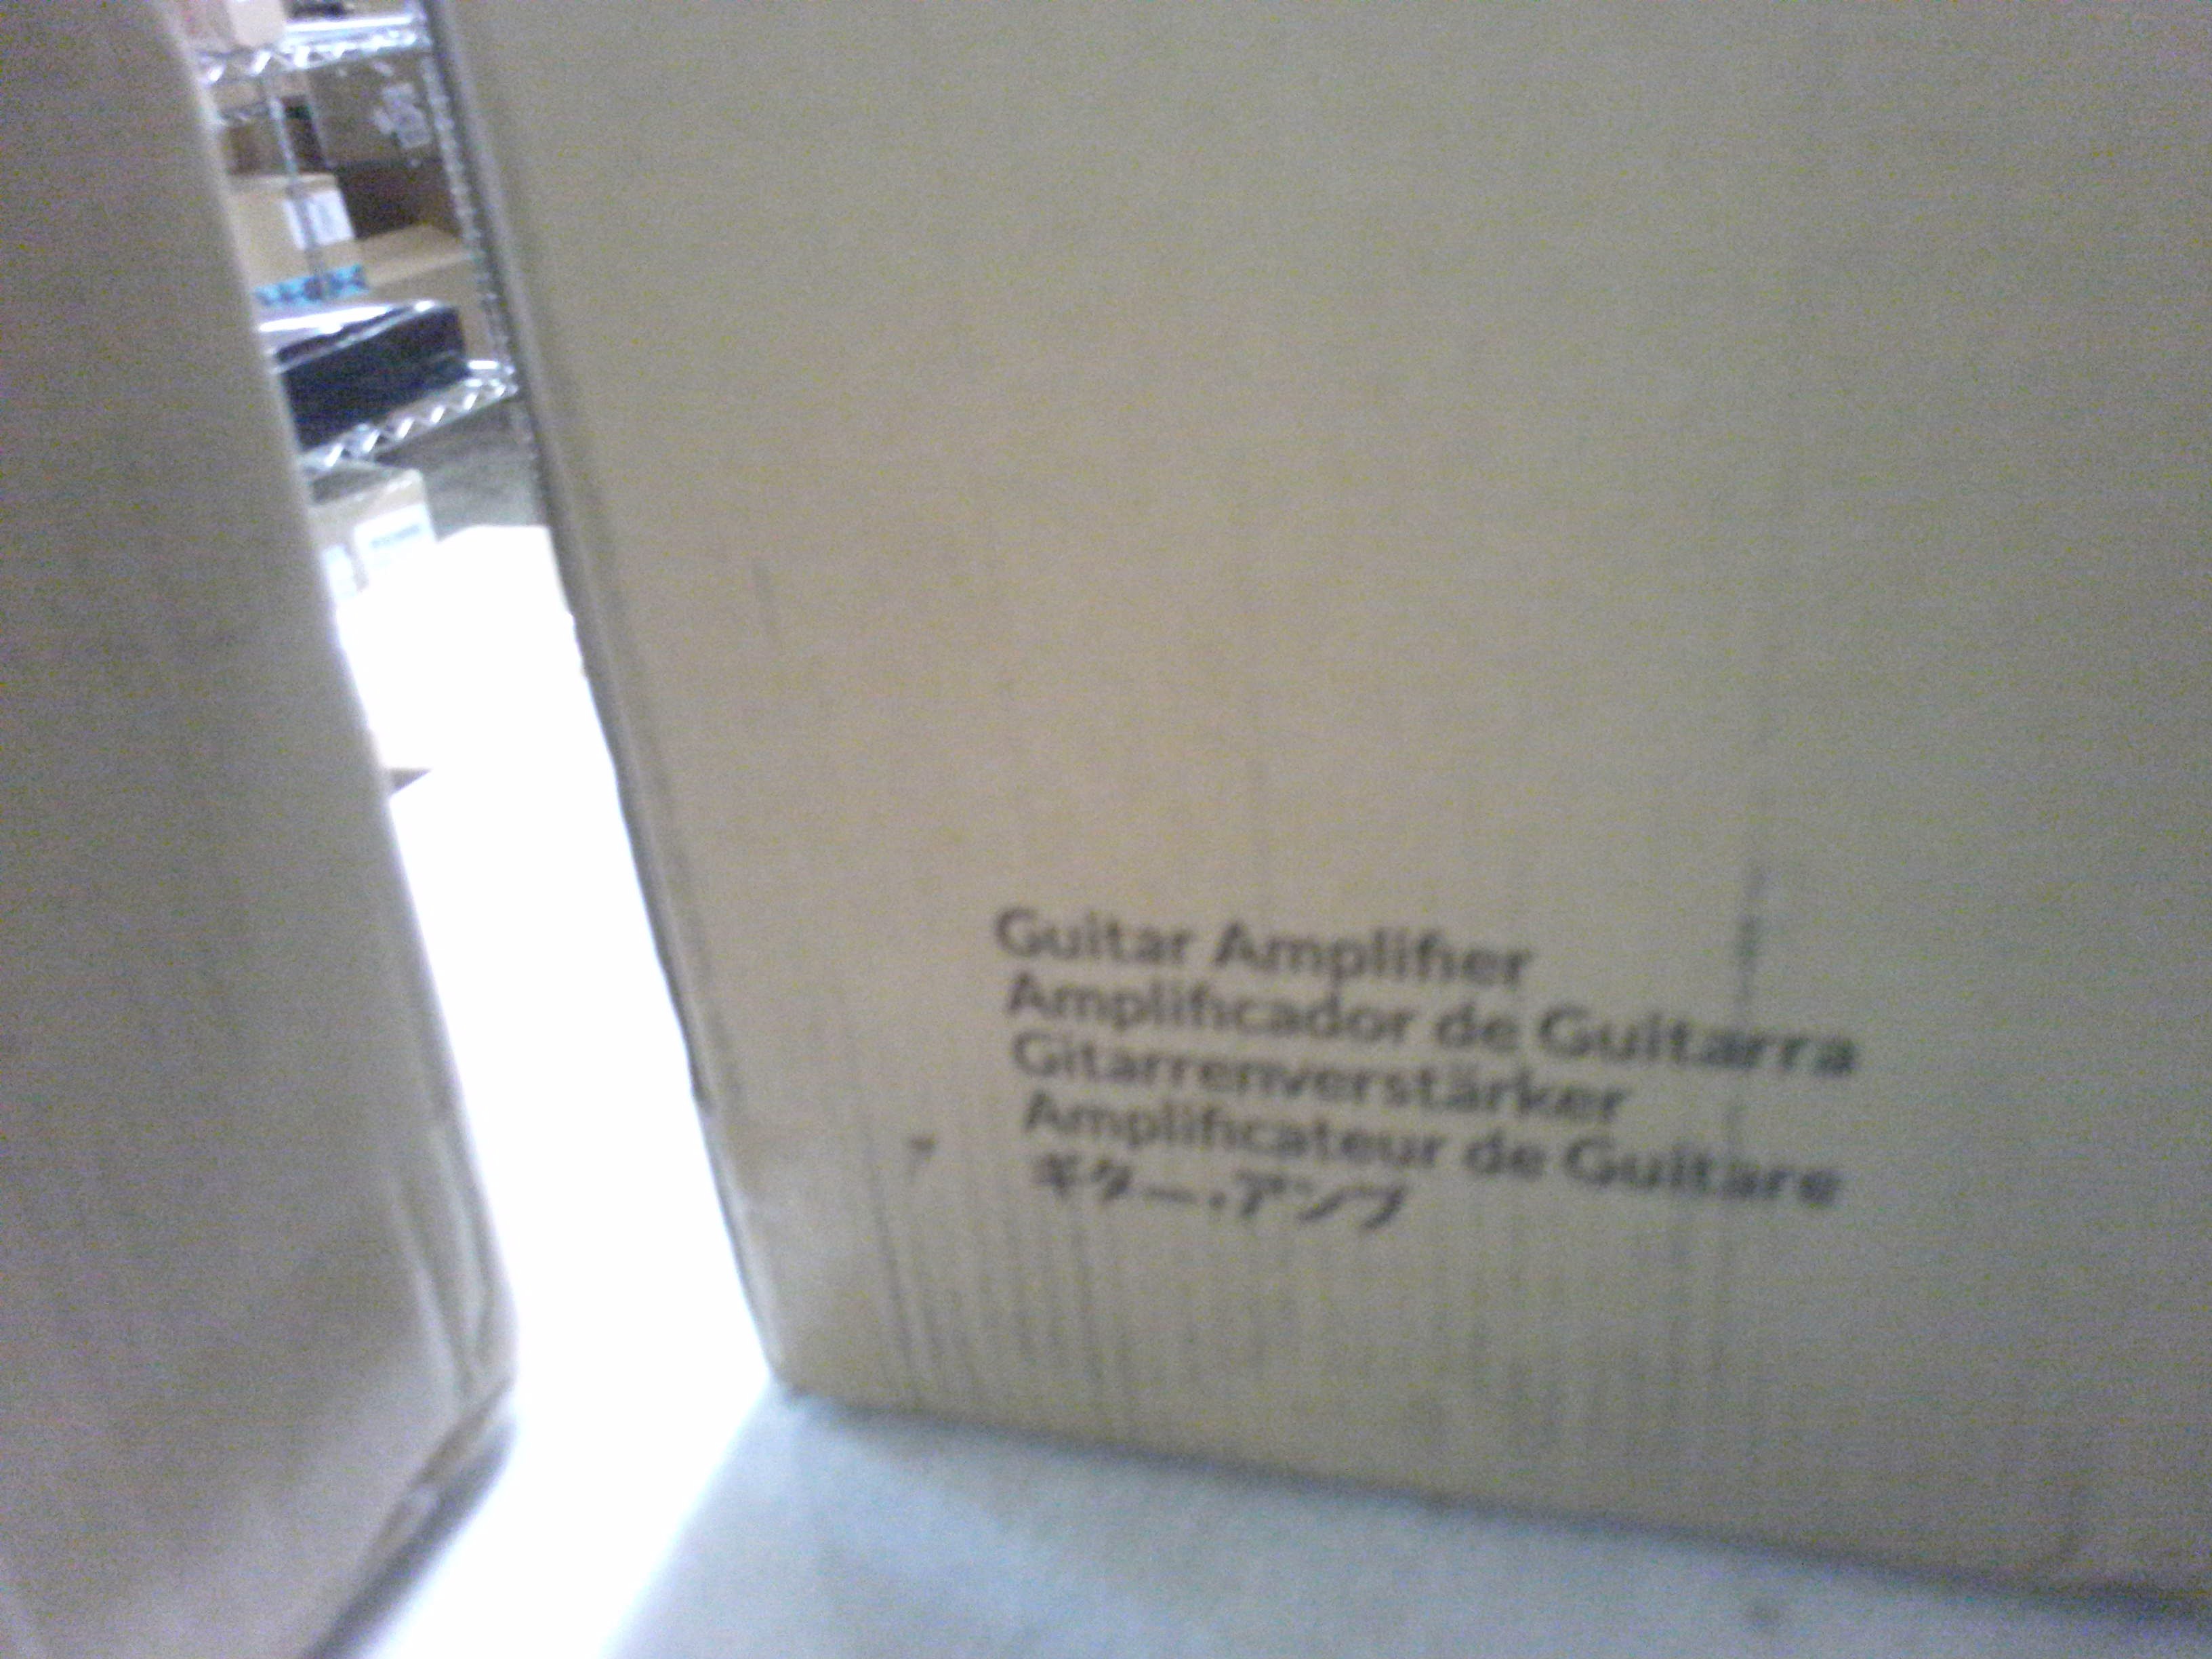 Guitar Amplifier
Amplificador de Guitarra
Gitarrenverstärker
Amplificateur de Guitare
ギター・アンプ